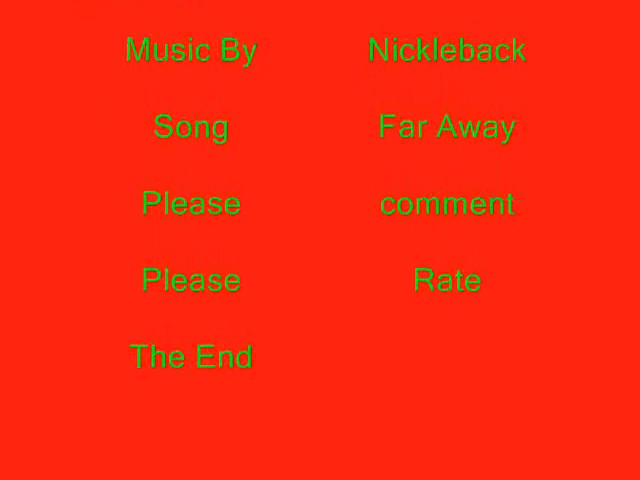 Music By Nickleback
Song Far Away
Please comment
Please Rate
The End